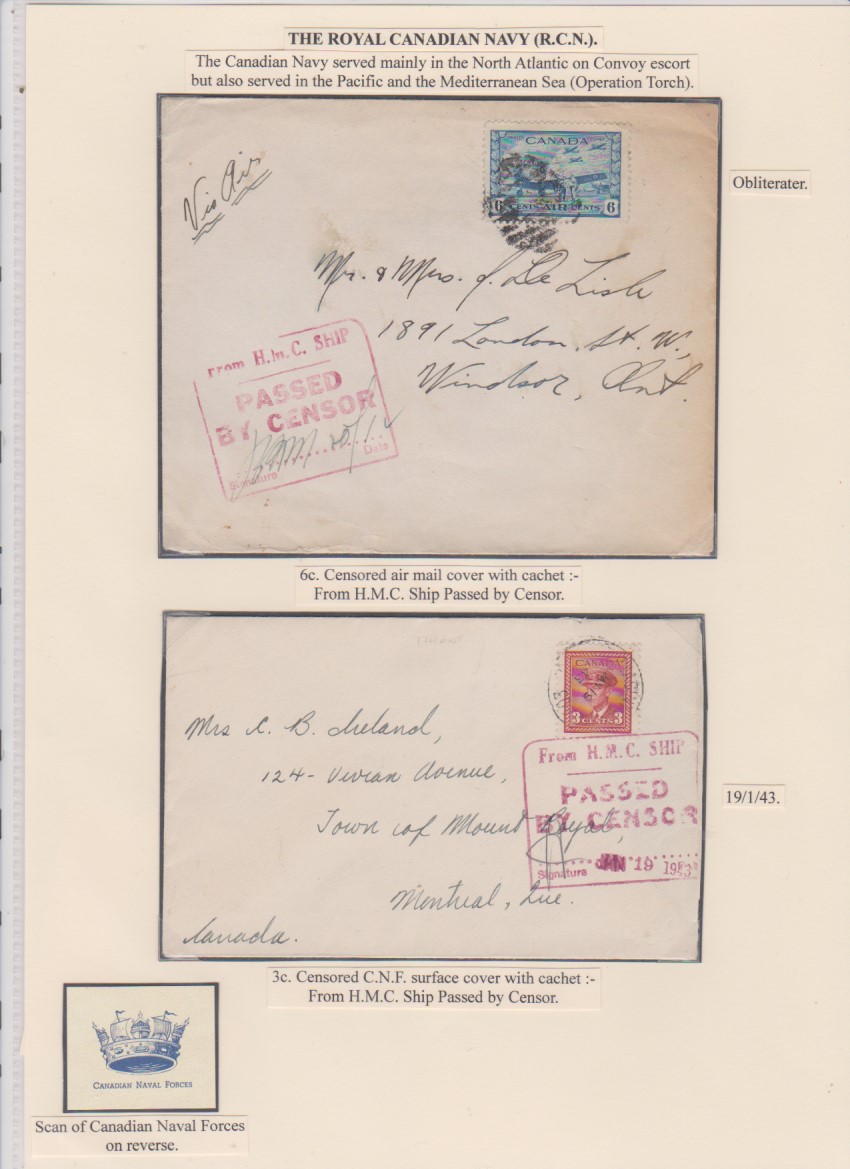 THE ROYAL CANADIAN NAVY (R.C.N.).
The Canadian Navy served mainly in the North Atlantic on Convoy escort
but also served in the Pacific and the Mediterranean Sea (Operation Torch).
Via Air
CANADA
6 CENTS AIR CENTS 6
Obliterater.
Mr. & Mrs. J. De Lisle
1891 London. St. W,
Windsor, Ont.
From H.M.C. SHIP
PASSED
BY CENSOR
Signature Date
6c. Censored air mail cover with cachet :-
From H.M.C. Ship Passed by Censor.
CANADA
3 CENTS 3
Mrs C. B. Ireland,
124 - Vivian Avenue,
Town of Mount Royal,
Montreal, Que.
Canada.
From H.M.C. SHIP
PASSED
BY CENSOR
JAN 19 1943
Signature
19/1/43.
3c. Censored C.N.F. surface cover with cachet :-
From H.M.C. Ship Passed by Censor.
CANADIAN NAVAL FORCES
Scan of Canadian Naval Forces
on reverse.